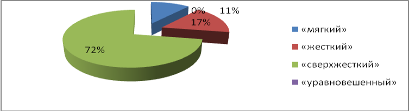 0% 11%
17%
72%
«мягкий»
«жесткий»
«сверхжесткий»
«уравновешенный»